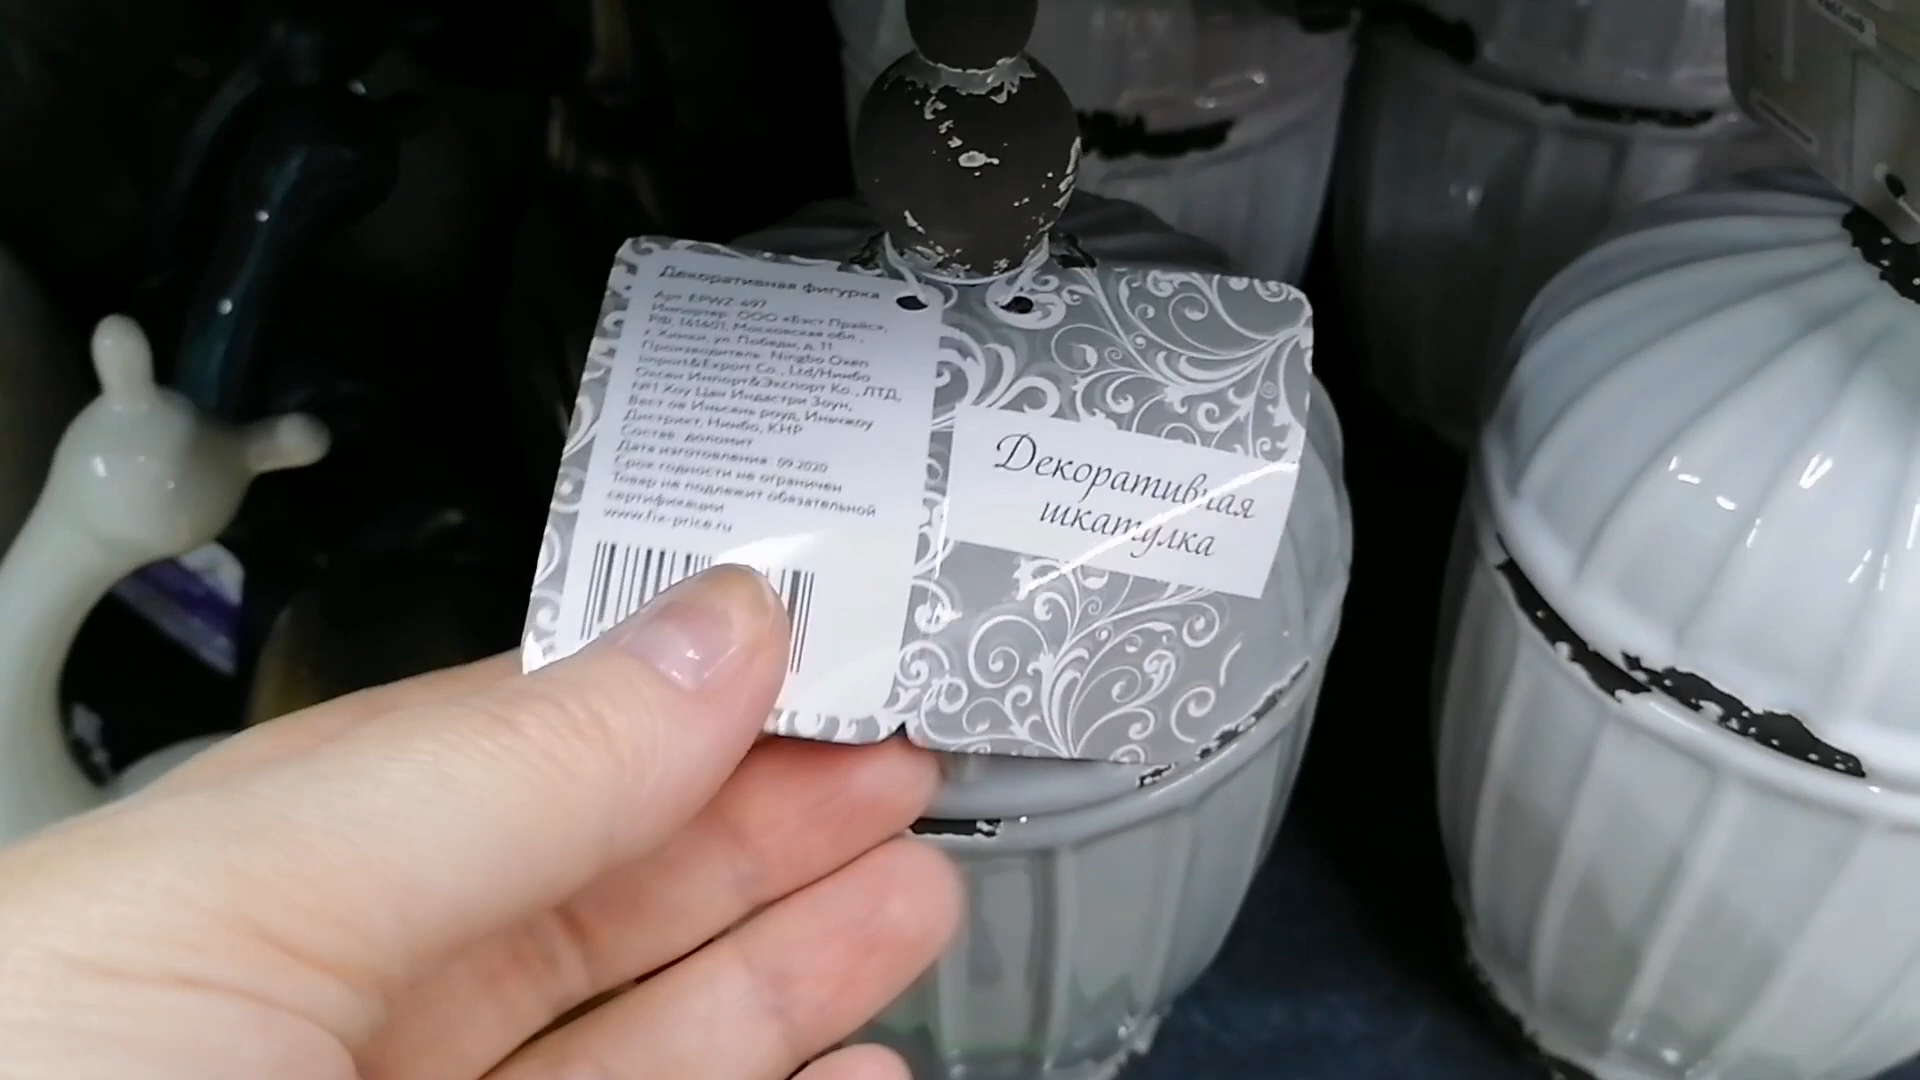 Декоративная фигурка
Арт. EPWZ-697
Импортер: ООО «Бэст Прайс»,
РФ, 141401, Московская обл.,
г. Химки, ул. Победы, д. 11
Производитель: Ningbo Oxen
Import&Export Co., Ltd/Нинбо
Оксен Импорт&Экспорт Ко., ЛТД,
№1 Хоу Цан Индастри Зоун,
Вест ов Иньсянь роуд, Иньчжоу
Дистрикт, Нинбо, КНР
Состав: доломит
Дата изготовления: 09.2020
Срок годности не ограничен
Товар не подлежит обязательной
сертификации
www.fix-price.ru
Декоративная
шкатулка